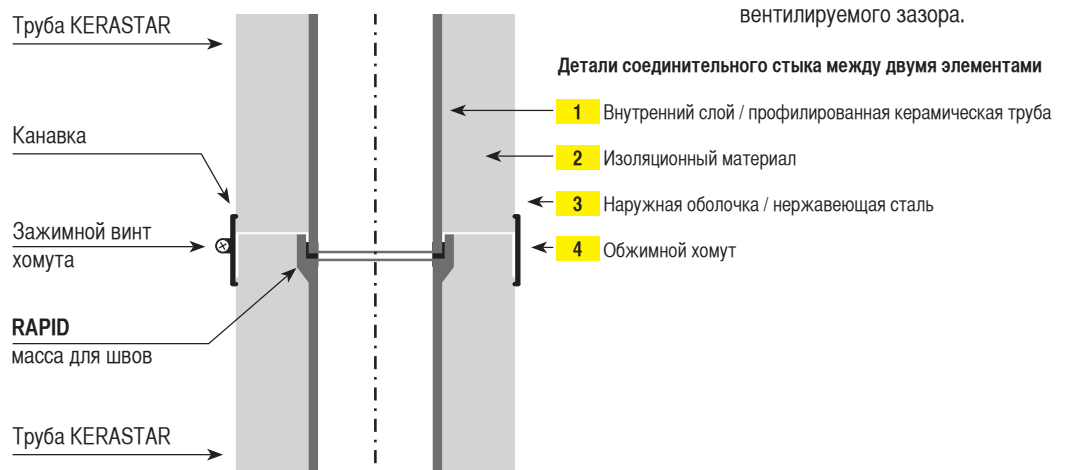 вентилируемого зазора.
Труба KERASTAR
Канавка
Зажимной винт
хомута
RAPID
масса для швов
Труба KERASTAR
Детали соединительного стыка между двумя элементами
1 Внутренний слой / профилированная керамическая труба
2 Изоляционный материал
3 Наружная оболочка / нержавеющая сталь
4 Обжимной хомут